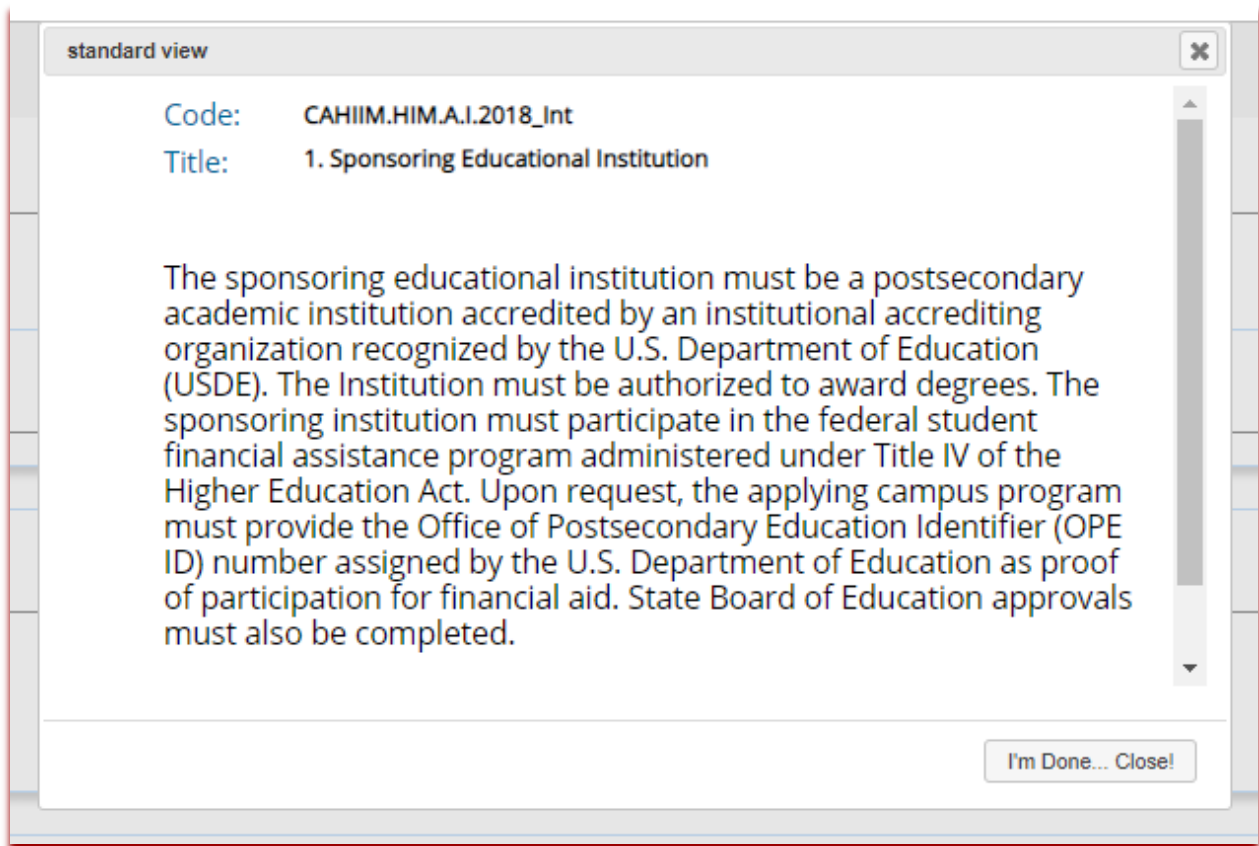 standard view
Code: CAHIIM.HIM.A.I.2018_Int
Title: 1. Sponsoring Educational Institution
The sponsoring educational institution must be a postsecondary
academic institution accredited by an institutional accrediting
organization recognized by the U.S. Department of Education
(USDE). The Institution must be authorized to award degrees. The
sponsoring institution must participate in the federal student
financial assistance program administered under Title IV of the
Higher Education Act. Upon request, the applying campus program
must provide the Office of Postsecondary Education Identifier (OPE
ID) number assigned by the U.S. Department of Education as proof
of participation for financial aid. State Board of Education approvals
must also be completed.
I'm Done... Close!